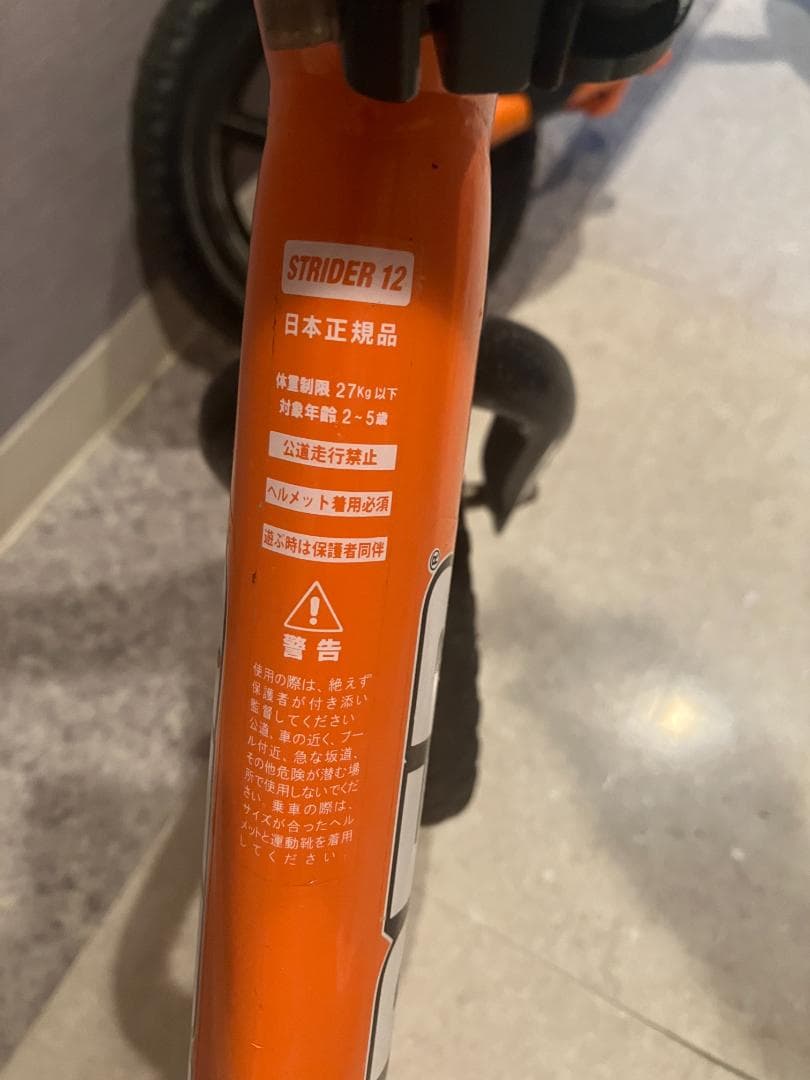 STRIDER 12
日本正規品
体重制限 27Kg 以下
対象年齢 2~5歳
公道走行禁止
ヘルメット着用必須
遊ぶ時は保護者同伴
®
警告
使用の際は、絶えず
保護者が付き添い
監督してください
公道、車の近く、プー
ル付近、急な坂道、
その他危険が潜む場
所で使用しないでくだ
さい。乗車の際は、
サイズが合ったヘル
メットと運動靴を着用
してください。